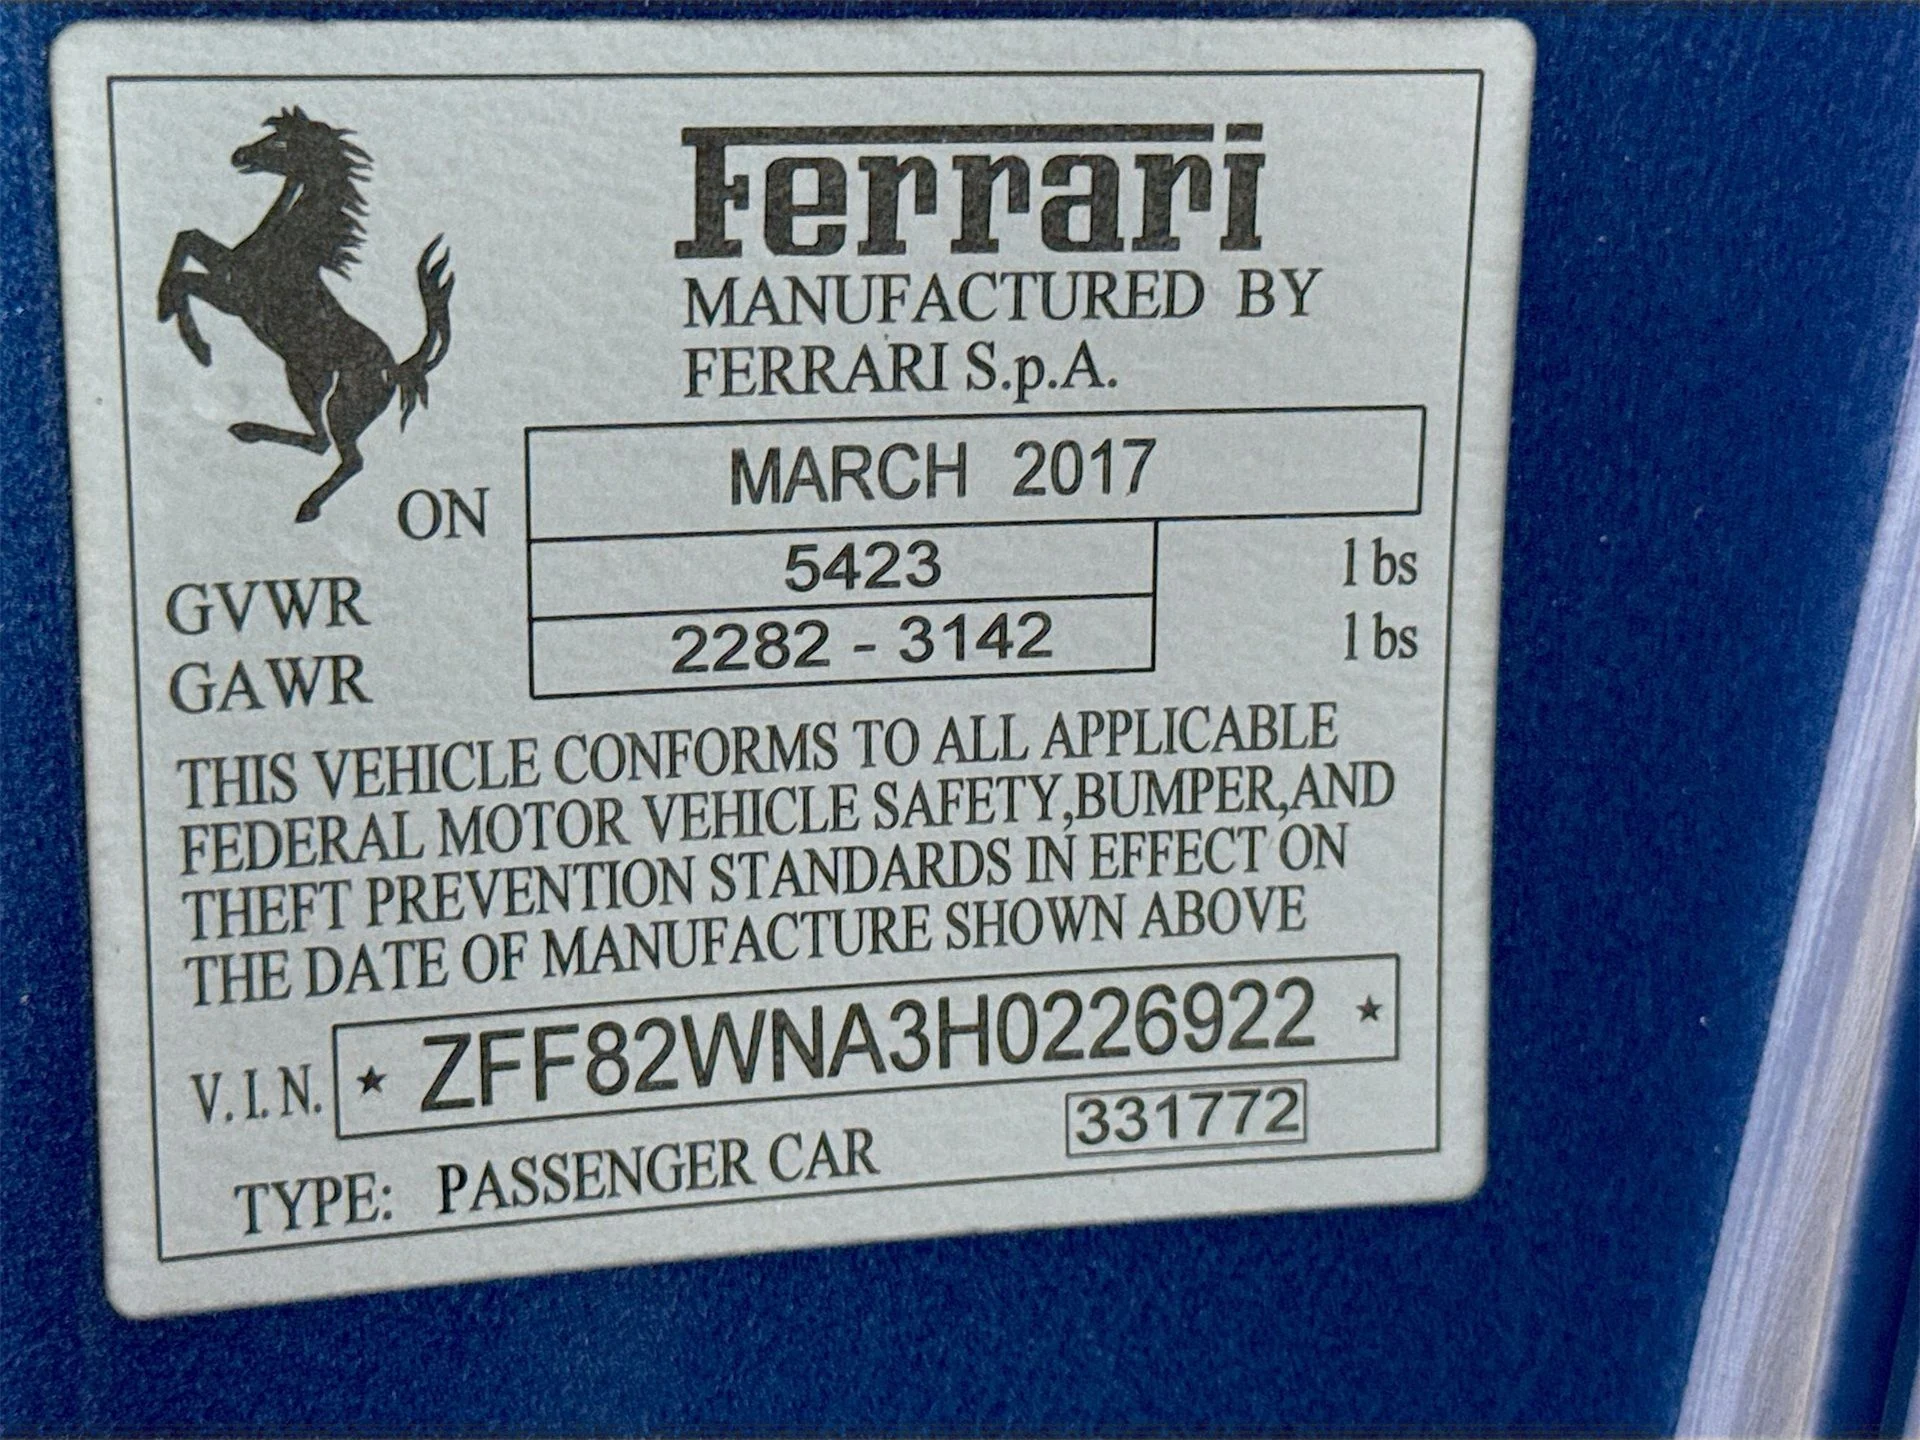 Ferrari
MANUFACTURED BY
FERRARI S.p.A.
ON MARCH 2017
GVWR 5423 lbs
GAWR 2282 - 3142 lbs
THIS VEHICLE CONFORMS TO ALL APPLICABLE
FEDERAL MOTOR VEHICLE SAFETY,BUMPER,AND
THEFT PREVENTION STANDARDS IN EFFECT ON
THE DATE OF MANUFACTURE SHOWN ABOVE
V.I.N. ★ ZFF82WNA3H0226922 ★
TYPE: PASSENGER CAR 331772